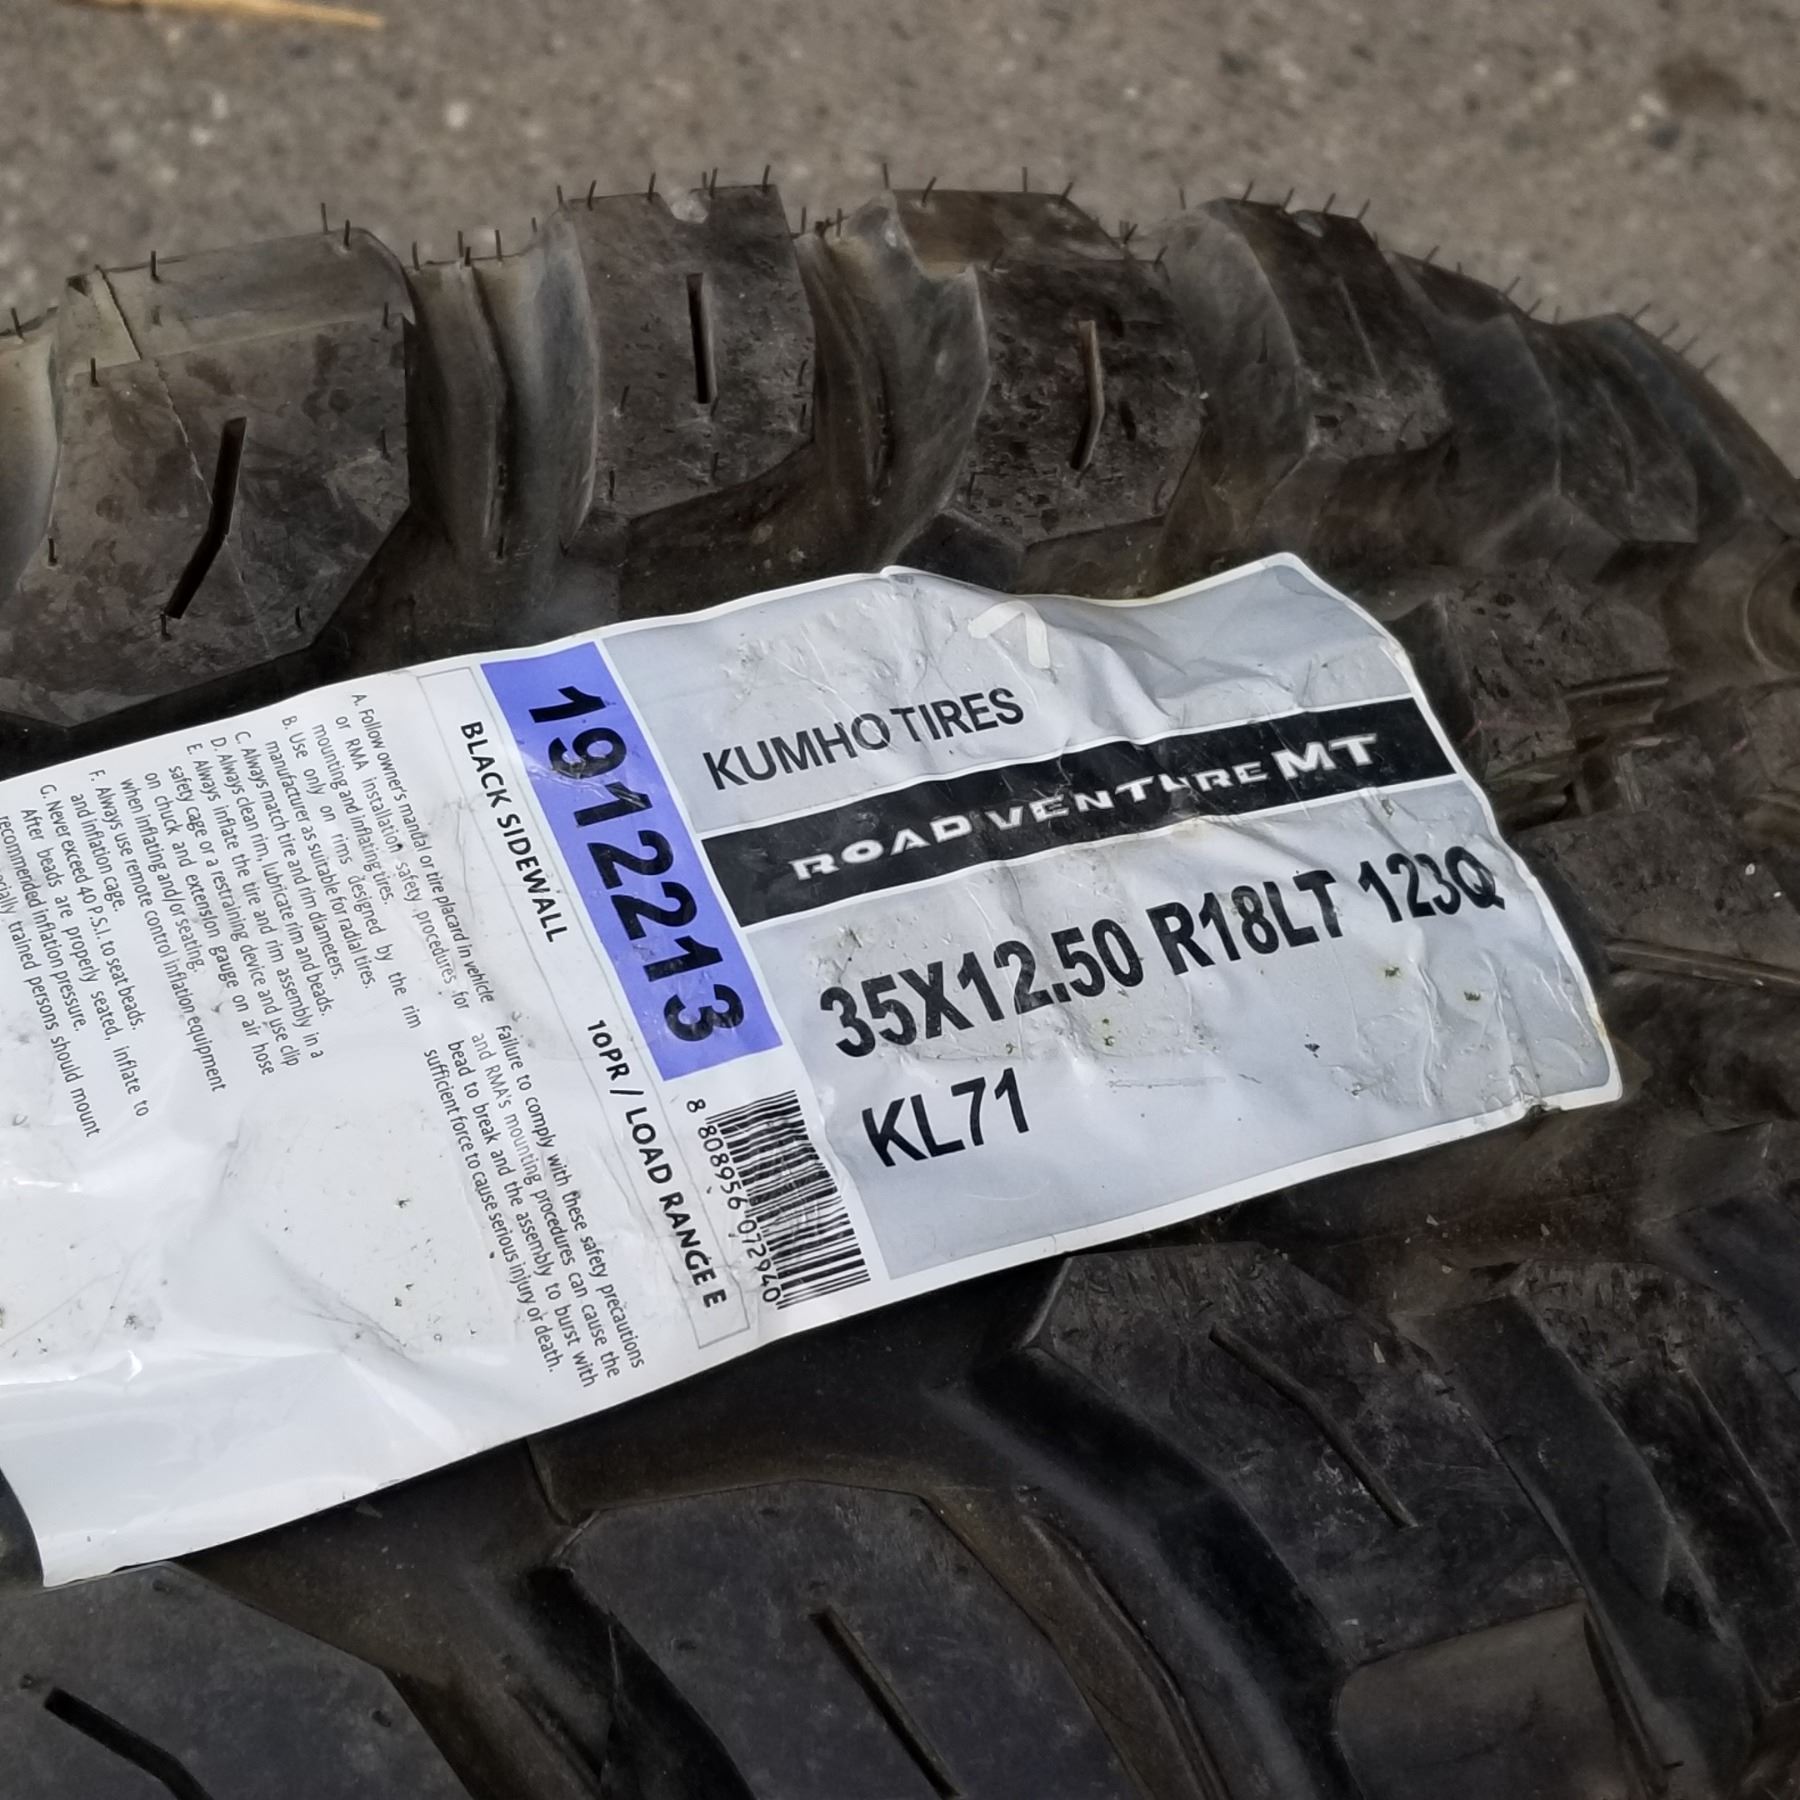 KUMHO TIRES
ROAD VENTURE MT
35X12.50 R18LT 123Q
KL71
1912213
8 808956 072940
BLACK SIDEWALL
10PR / LOAD RANGE E
A. Follow owner's manual or tire placard in vehicle
or RMA installation safety procedures for
mounting and inflating tires.
B. Use only on rims designed by the rim
manufacturer as suitable for radial tires.
C. Always match tire and rim diameters.
D. Always clean rim, lubricate rim and beads.
E. Always inflate the tire and rim assembly in a
safety cage or a restraining device and use clip
on chuck and extension gauge on air hose
when inflating and/or seating.
F. Always use remote control inflation equipment
and inflation cage.
G. Never exceed 40 P.S.I. to seat beads.
After beads are properly seated, inflate to
recommended inflation pressure.
trained persons should mount
Failure to comply with these safety precautions
and RMA's mounting procedures can cause the
bead to break and the assembly to burst with
sufficient force to cause serious injury or death.